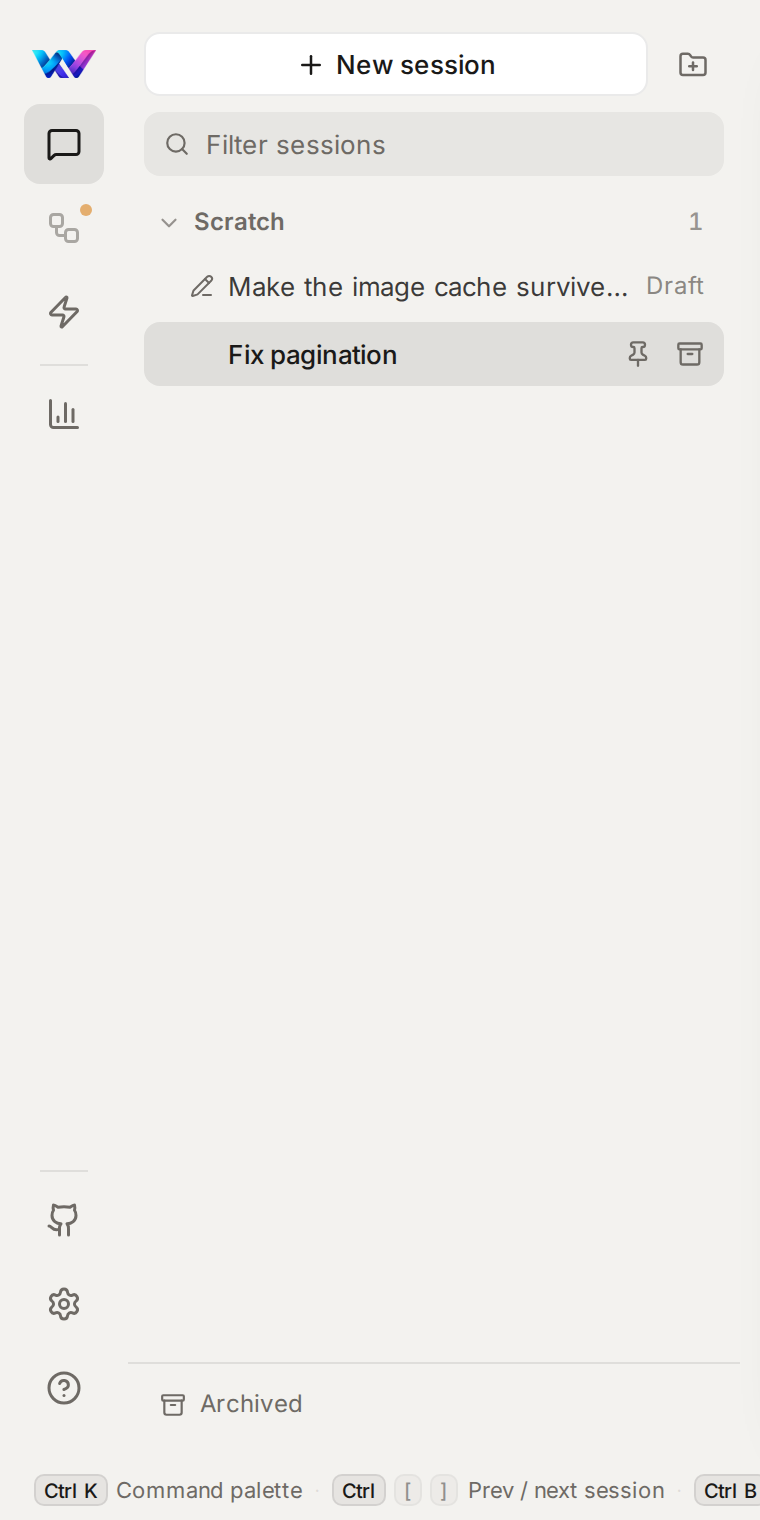 New session
Filter sessions
Scratch 1
Make the image cache survive... Draft
Fix pagination
Archived
Ctrl K Command palette · Ctrl [ ] Prev / next session · Ctrl B